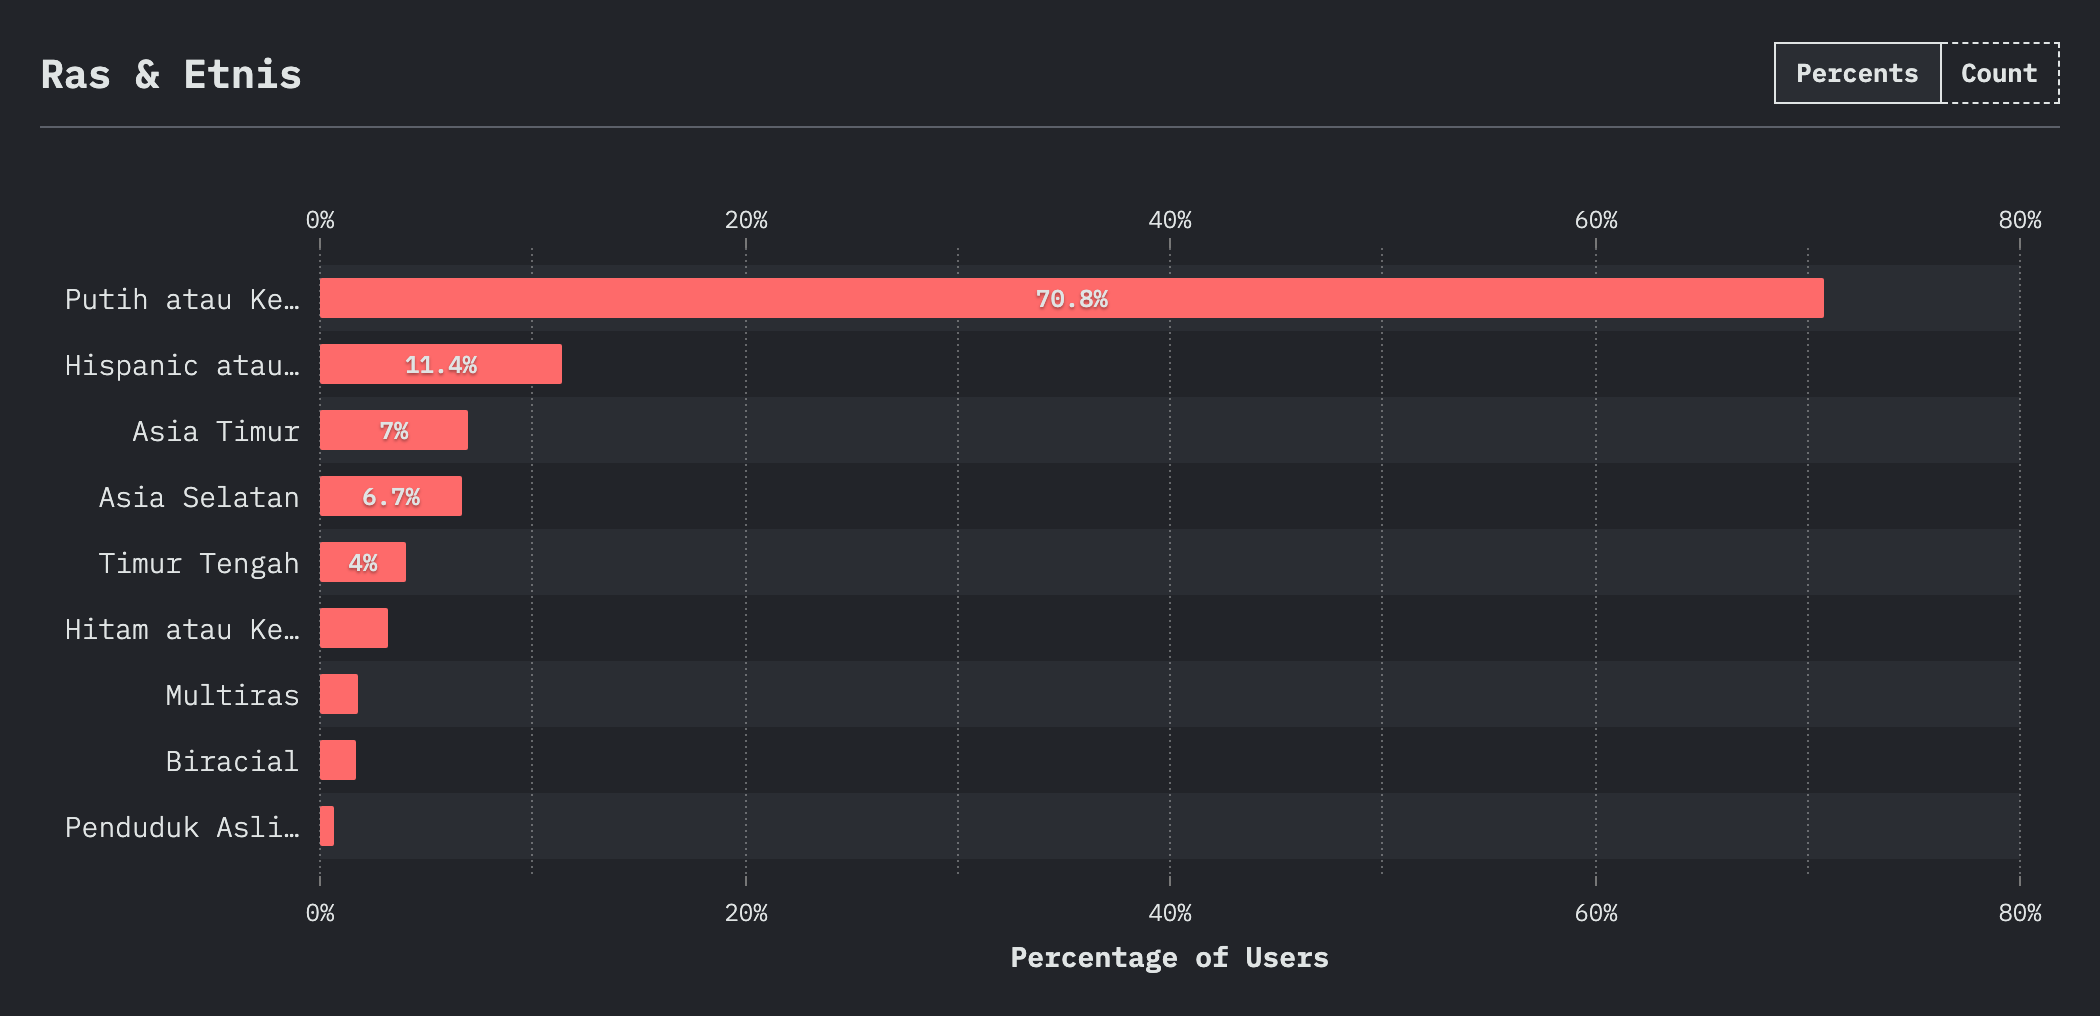 Ras & Etnis
Percents Count
0% 20% 40% 60% 80%
Putih atau Ke… 70.8%
Hispanic atau… 11.4%
Asia Timur 7%
Asia Selatan 6.7%
Timur Tengah 4%
Hitam atau Ke…
Multiras
Biracial
Penduduk Asli…
0% 20% 40% 60% 80%
Percentage of Users